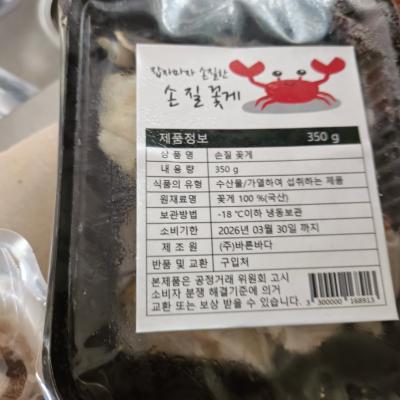 잡자마자 손질한
손질꽃게
제품정보 350 g
상 품 명 손질 꽃게
내 용 량 350 g
식품의 유형 수산물/가열하여 섭취하는 제품
원재료명 꽃게 100 %(국산)
보관방법 -18 ℃이하 냉동보관
소비기한 2026년 03월 30일 까지
제 조 원 (주)바른바다
반품 및 교환 구입처
본제품은 공정거래 위원회 고시
소비자 분쟁 해결기준에 의거
교환 또는 보상 받을 수 있습니다.
3 300000 168913